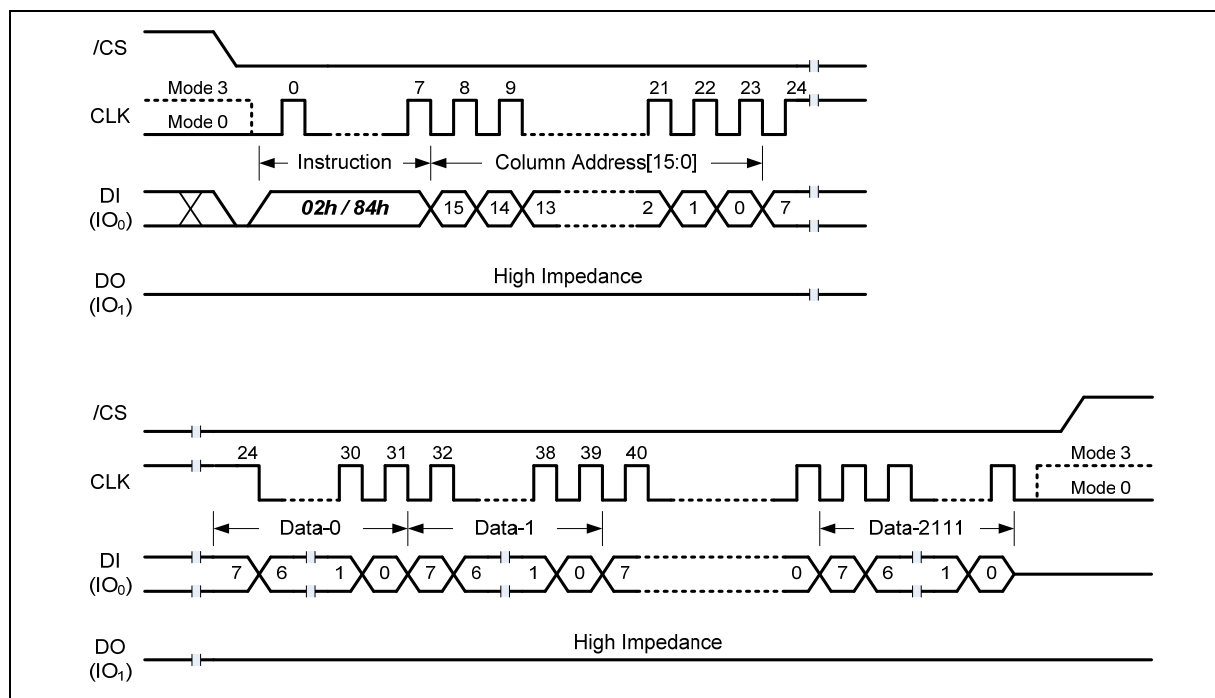 /CS
Mode 3 0 7 8 9 21 22 23 24
CLK
Mode 0
Instruction Column Address[15:0]
DI
(IO0)
02h / 84h 15 14 13 2 1 0 7
High Impedance
DO
(IO1)
/CS
24 30 31 32 38 39 40 Mode 3
CLK
Mode 0
Data-0 Data-1 Data-2111
DI
(IO0)
7 6 1 0 7 6 1 0 7 0 7 6 1 0
High Impedance
DO
(IO1)